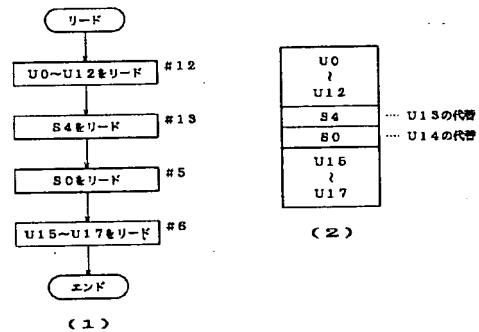 リード
U0～U12をリード #12
S4をリード #13
S0をリード #5
U15～U17をリード #6
エンド
(1)
U0
～
U12
S4 … U13の代替
S0 … U14の代替
U15
～
U17
(2)